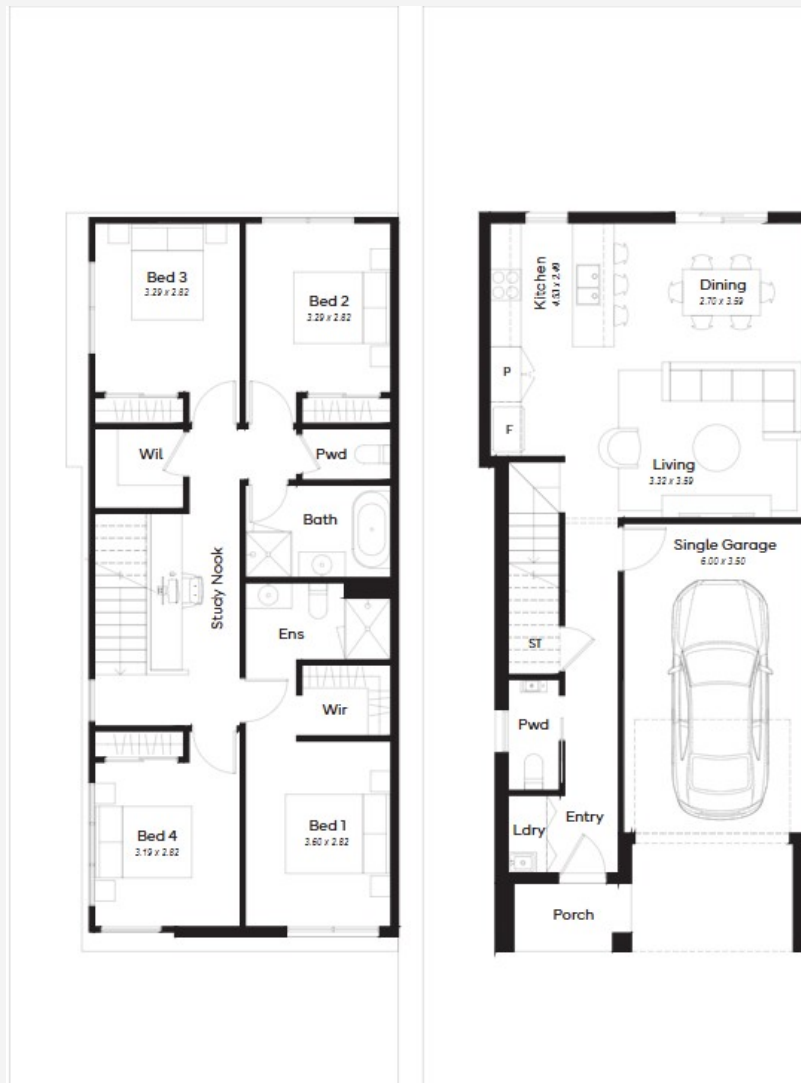 Bed 3
3.29 x 2.82
Bed 2
3.29 x 2.82
Wil
Pwd
Bath
Study Nook
Ens
Wir
Bed 4
3.19 x 2.82
Bed 1
3.60 x 2.82
Kitchen
Dining
2.70 x 3.59
P
F
Living
3.32 x 3.59
Single Garage
6.00 x 3.50
ST
Pwd
Ldry
Entry
Porch